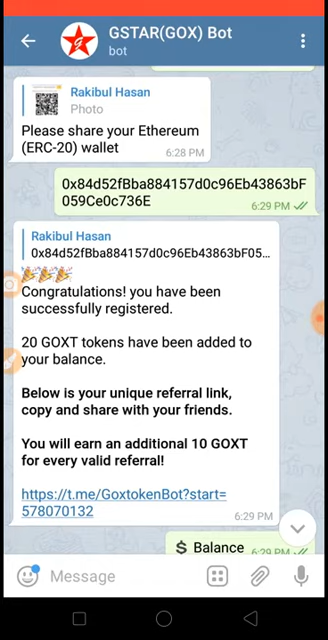 GSTAR(GOX) Bot
bot
Rakibul Hasan
Photo
Please share your Ethereum
(ERC-20) wallet
6:28 PM
0x84d52fBba884157d0c96Eb43863bF
059Ce0c736E
6:29 PM
Rakibul Hasan
0x84d52fBba884157d0c96Eb43863bF05...
🎉🎉🎉
Congratulations! you have been
successfully registered.
20 GOXT tokens have been added to
your balance.
Below is your unique referral link,
copy and share with your friends.
You will earn an additional 10 GOXT
for every valid referral!
https://t.me/GoxtokenBot?start=
578070132
6:29 PM
💲 Balance 6:29 PM
Message